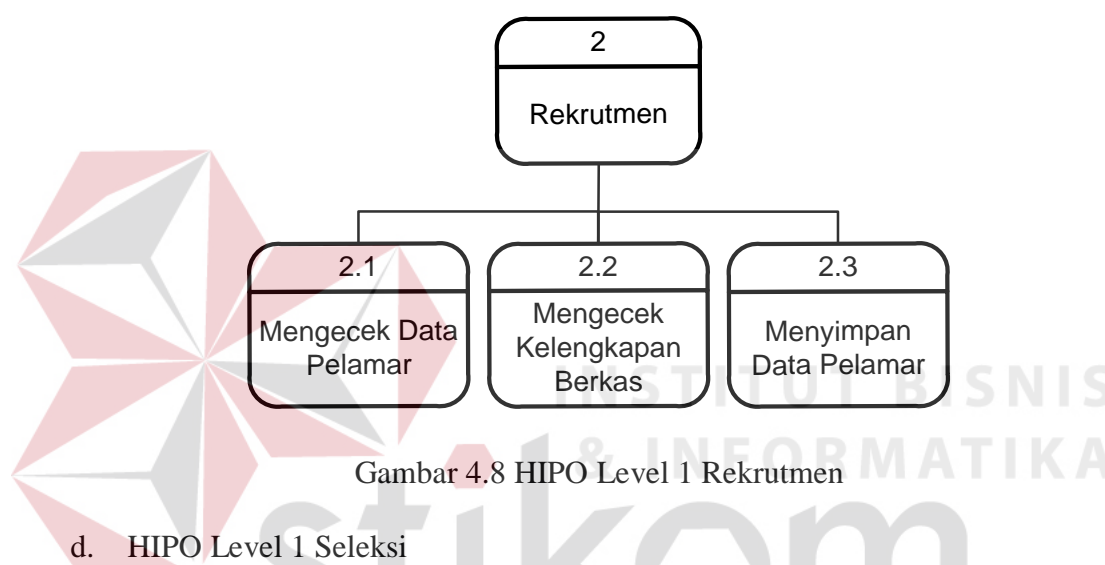 2
Rekrutmen
2.1
Mengecek Data
Pelamar
2.2
Mengecek
Kelengkapan
Berkas
2.3
Menyimpan
Data Pelamar
INSTITUT BISNIS
& INFORMATIKA
Gambar 4.8 HIPO Level 1 Rekrutmen
stikom
d. HIPO Level 1 Seleksi